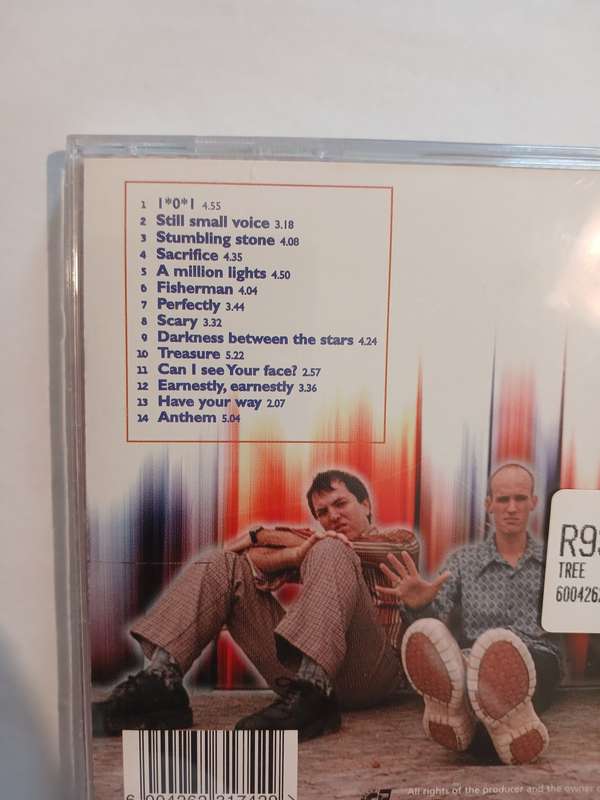 1 1*0*1 4.55
2 Still small voice 3.18
3 Stumbling stone 4.08
4 Sacrifice 4.35
5 A million lights 4.50
6 Fisherman 4.04
7 Perfectly 3.44
8 Scary 3.32
9 Darkness between the stars 4.24
10 Treasure 5.22
11 Can I see Your face? 2.57
12 Earnestly, earnestly 3.36
13 Have your way 2.07
14 Anthem 5.04
TREE
All rights of the producer and the owner